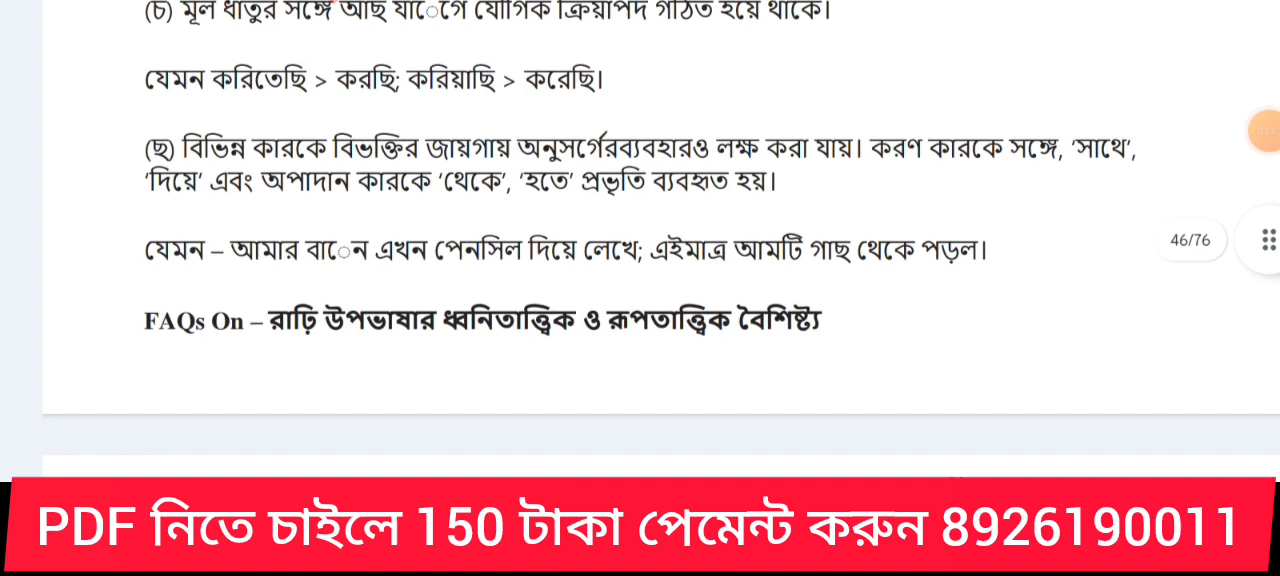 (চ) মূল ধাতুর সঙ্গে আছ্ যাে​গে যৌগিক ক্রিয়াপদ গঠিত হয়ে থাকে।
যেমন করিতেছি > করছি; করিয়াছি > করেছি।
(ছ) বিভিন্ন কারকে বিভক্তির জায়গায় অনুসর্গেরব্যবহারও লক্ষ করা যায়। করণ কারকে সঙ্গে, ‘সাথে’,
‘দিয়ে’ এবং অপাদান কারকে ‘থেকে’, ‘হতে’ প্রভৃতি ব্যবহৃত হয়।
যেমন – আমার বাে​ন এখন পেনসিল দিয়ে লেখে; এইমাত্র আমটি গাছ থেকে পড়ল।
46/76
FAQs On – রাঢ়ি উপভাষার ধ্বনিতাত্ত্বিক ও রূপতাত্ত্বিক বৈশিষ্ট্য
PDF নিতে চাইলে 150 টাকা পেমেন্ট করুন 8926190011